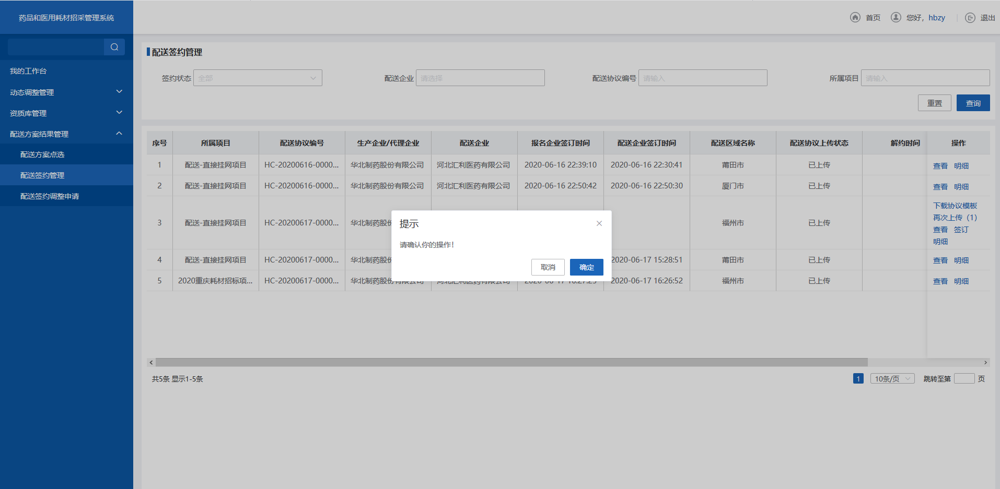 药品和医用耗材招采管理系统
首页
您好，hbzy
退出
我的工作台
动态调整管理
资质库管理
配送方案结果管理
配送方案点选
配送签约管理
配送签约调整申请
配送签约管理
签约状态 全部 配送企业 请选择 配送协议编号 请输入 所属项目 请输入
重置 查询
序号 所属项目 配送协议编号 生产企业/代理企业 配送企业 报名企业签订时间 配送企业签订时间 配送区域名称 配送协议上传状态 解约时间 操作
1 配送-直接挂网项目 HC-20200616-0000... 华北制药股份有限公司 河北汇利医药有限公司 2020-06-16 22:39:10 2020-06-16 22:30:41 莆田市 已上传 查看 明细
2 配送-直接挂网项目 HC-20200616-0000... 华北制药股份有限公司 河北汇利医药有限公司 2020-06-16 22:50:42 2020-06-16 22:50:30 厦门市 已上传 查看 明细
3 配送-直接挂网项目 HC-20200617-0000... 华北制药股份 福州市 已上传
下载协议模板
再次上传（1）
查看 签订
明细
4 配送-直接挂网项目 HC-20200617-0000... 华北制药股份 2020-06-17 15:28:51 莆田市 已上传 查看 明细
5 2020重庆耗材招标项... HC-20200617-0000... 华北制药股份有限公司 河北汇利医药有限公司 2020-06-17 16:27:25 2020-06-17 16:26:52 福州市 已上传 查看 明细
提示
请确认你的操作！
取消 确定
共5条 显示1-5条
1 10条/页 跳转至第 页